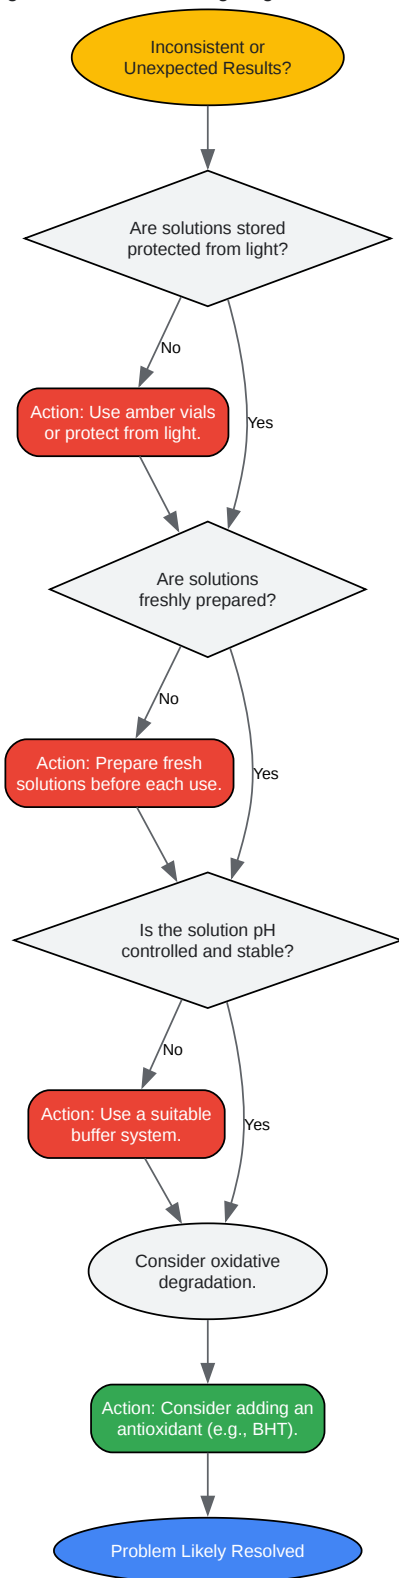 Inconsistent or
Unexpected Results?
Are solutions stored
protected from light?
No
Action: Use amber vials
or protect from light.
Yes
Are solutions
freshly prepared?
No
Action: Prepare fresh
solutions before each use.
Yes
Is the solution pH
controlled and stable?
No
Action: Use a suitable
buffer system.
Yes
Consider oxidative
degradation.
Action: Consider adding an
antioxidant (e.g., BHT).
Problem Likely Resolved